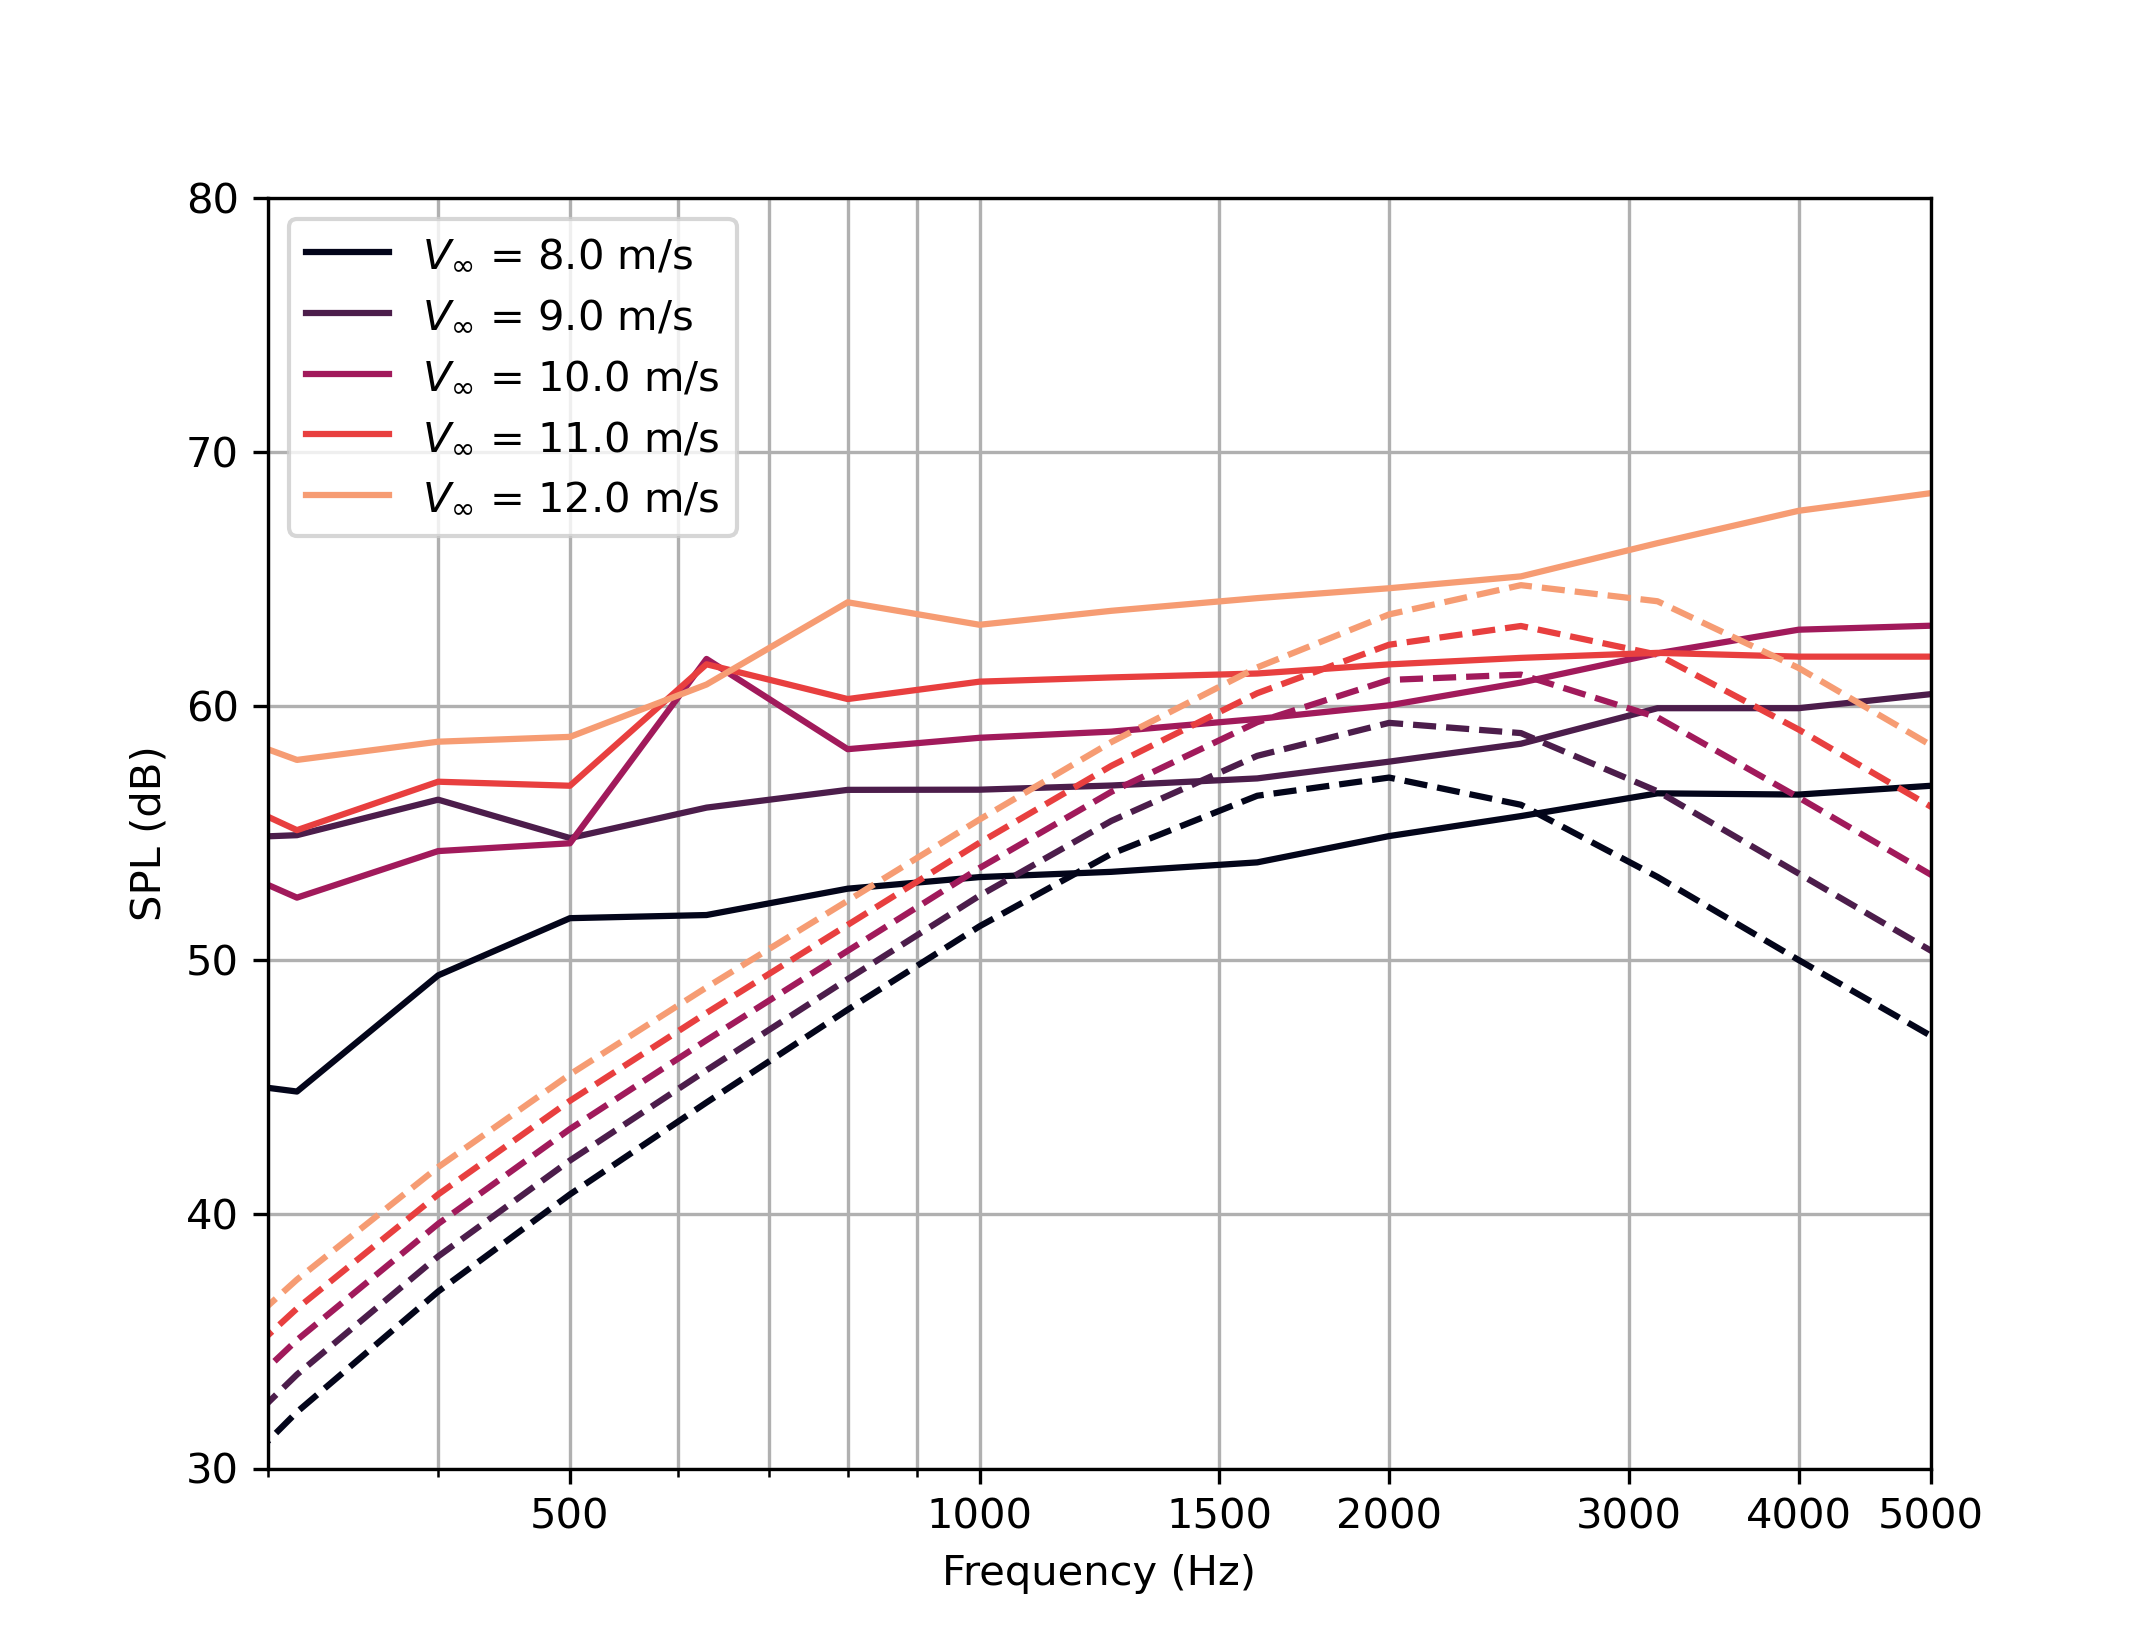 80
70
60
50
40
30
SPL (dB)
V∞ = 8.0 m/s
V∞ = 9.0 m/s
V∞ = 10.0 m/s
V∞ = 11.0 m/s
V∞ = 12.0 m/s
500 1000 1500 2000 3000 4000 5000
Frequency (Hz)